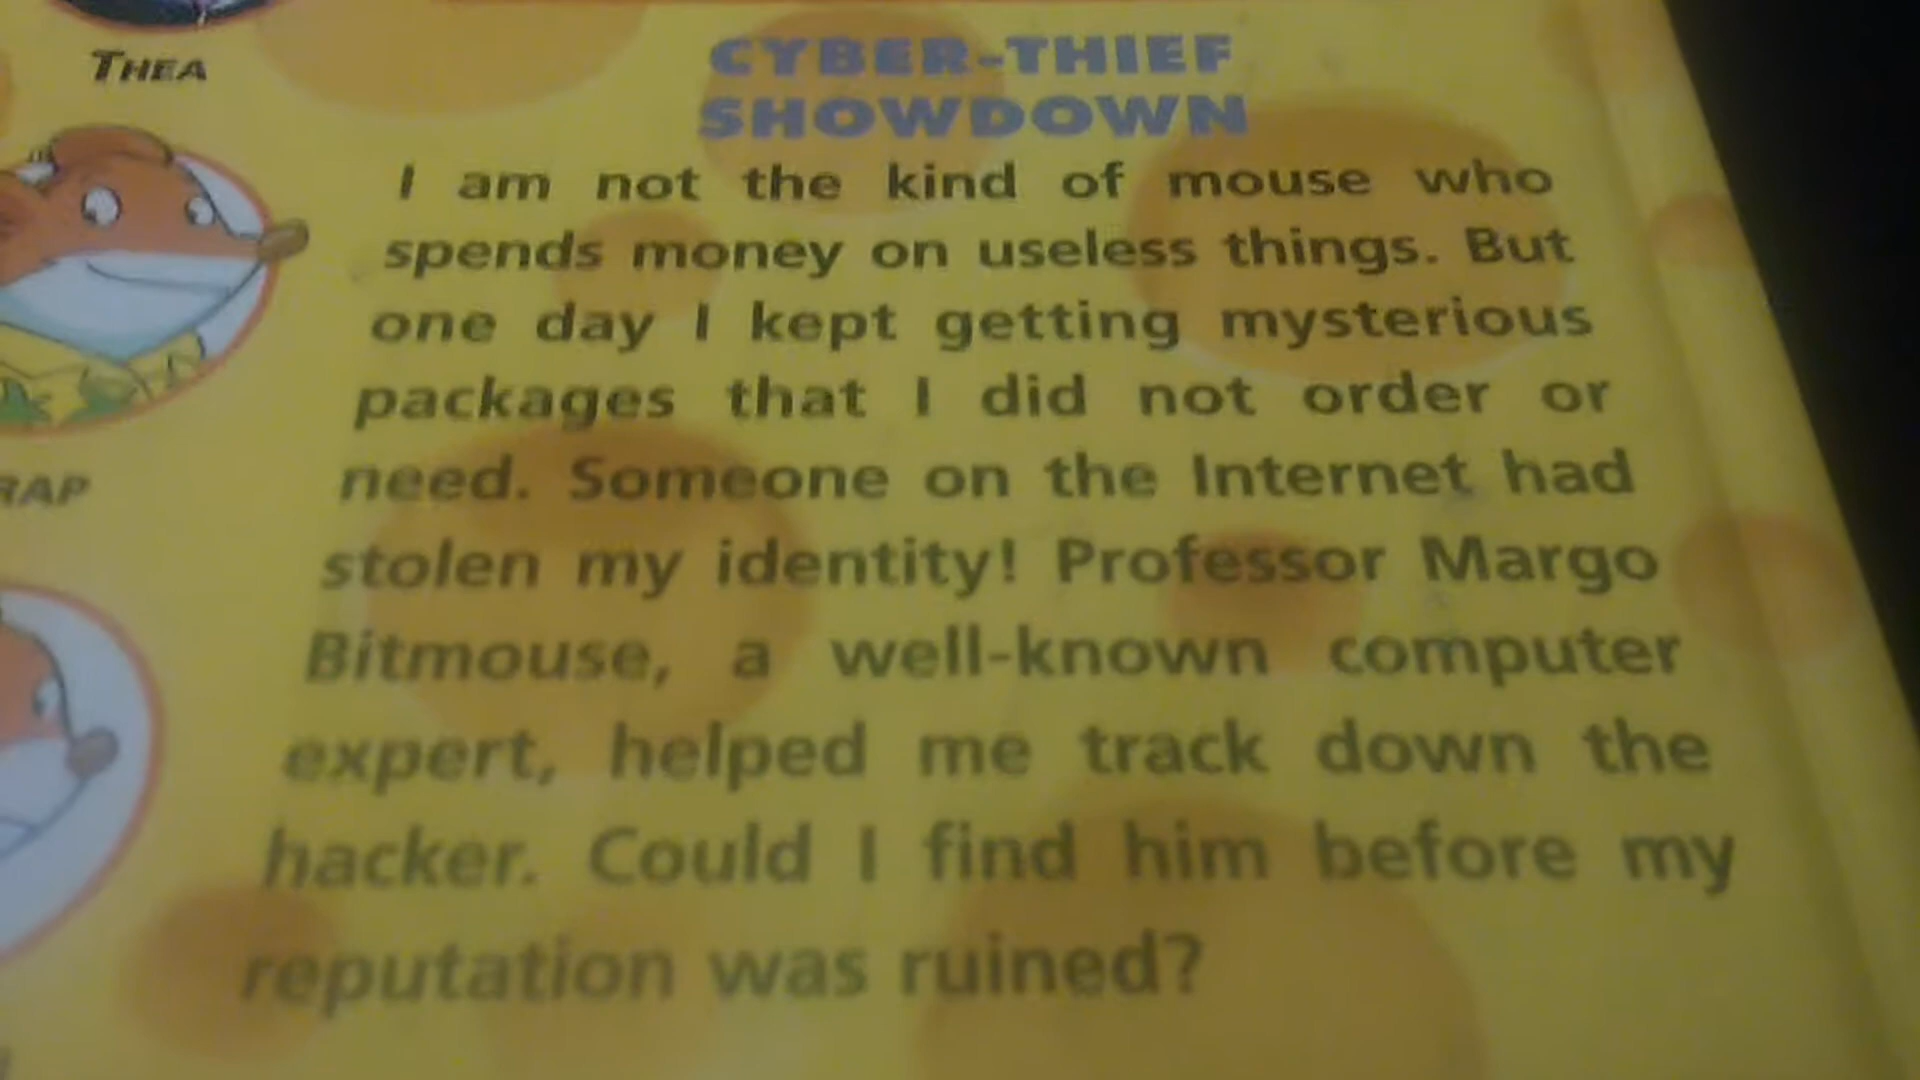 THEA
CYBER-THIEF
SHOWDOWN
I am not the kind of mouse who
spends money on useless things. But
one day I kept getting mysterious
packages that I did not order or
need. Someone on the Internet had
stolen my identity! Professor Margo
Bitmouse, a well-known computer
expert, helped me track down the
hacker. Could I find him before my
reputation was ruined?
RAP